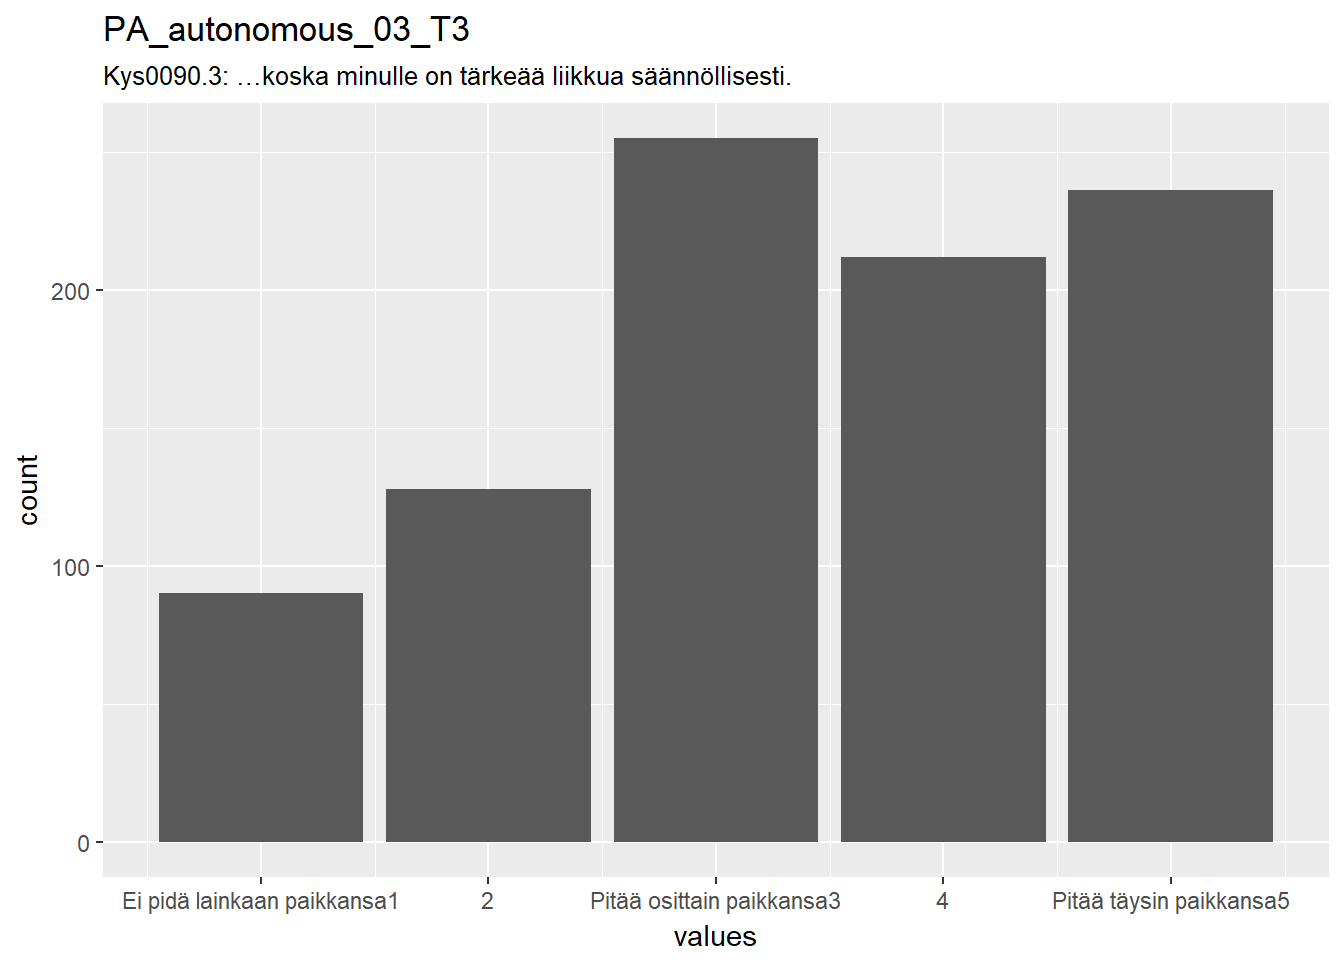 PA_autonomous_03_T3
Kys0090.3: …koska minulle on tärkeää liikkua säännöllisesti.
count
200
100
0
Ei pidä lainkaan paikkansa1
2
Pitää osittain paikkansa3
4
Pitää täysin paikkansa5
values